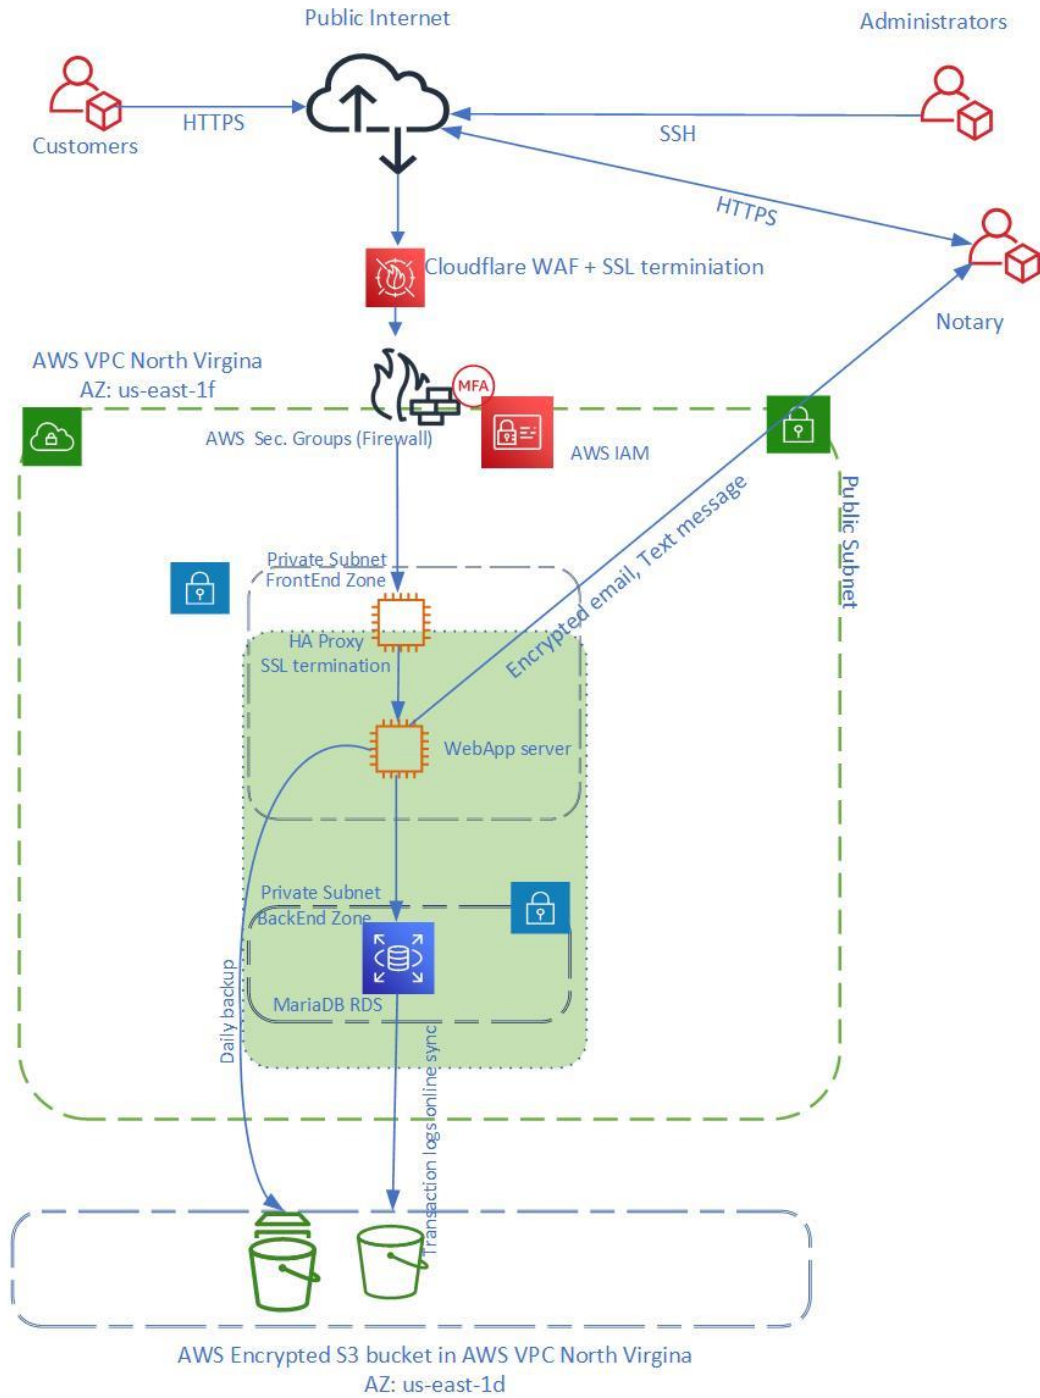 Public Internet
Administrators
HTTPS
Customers
SSH
HTTPS
Cloudflare WAF + SSL terminiation
Notary
AWS VPC North Virgina
AZ: us-east-1f
MFA
AWS  Sec. Groups (Firewall)
AWS IAM
Public Subnet
Encrypted email, Text message
Private Subnet
FrontEnd Zone
HA Proxy
SSL termination
WebApp server
Private Subnet
BackEnd Zone
MariaDB RDS
Daily backup
Transaction logs online sync
AWS Encrypted S3 bucket in AWS VPC North Virgina
AZ: us-east-1d